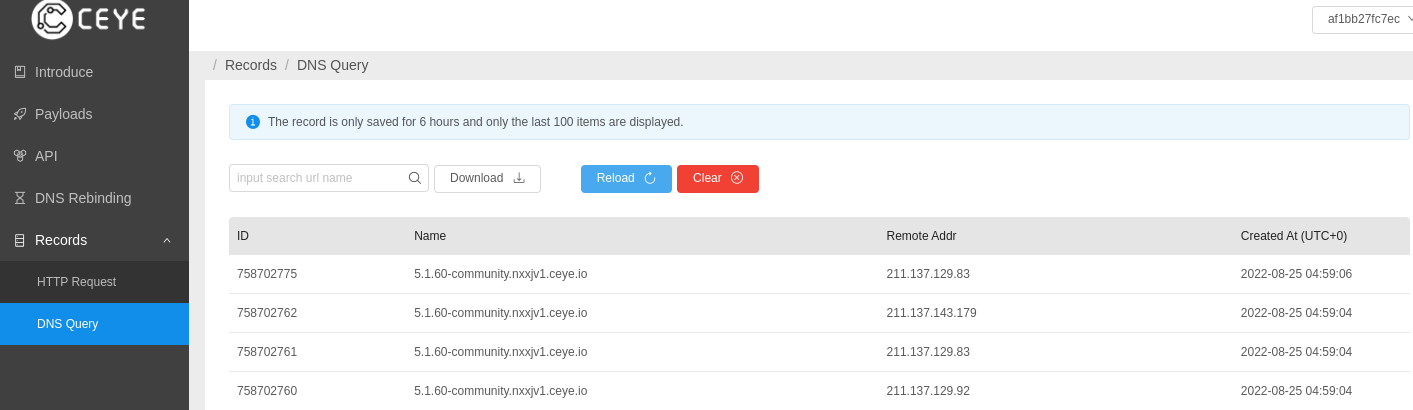 CEYE
af1bb27fc7ec
Introduce
Payloads
API
DNS Rebinding
Records
HTTP Request
DNS Query
/ Records / DNS Query
The record is only saved for 6 hours and only the last 100 items are displayed.
input search url name Download Reload Clear
ID Name Remote Addr Created At (UTC+0)
758702775 5.1.60-community.nxxjv1.ceye.io 211.137.129.83 2022-08-25 04:59:06
758702762 5.1.60-community.nxxjv1.ceye.io 211.137.143.179 2022-08-25 04:59:04
758702761 5.1.60-community.nxxjv1.ceye.io 211.137.129.83 2022-08-25 04:59:04
758702760 5.1.60-community.nxxjv1.ceye.io 211.137.129.92 2022-08-25 04:59:04